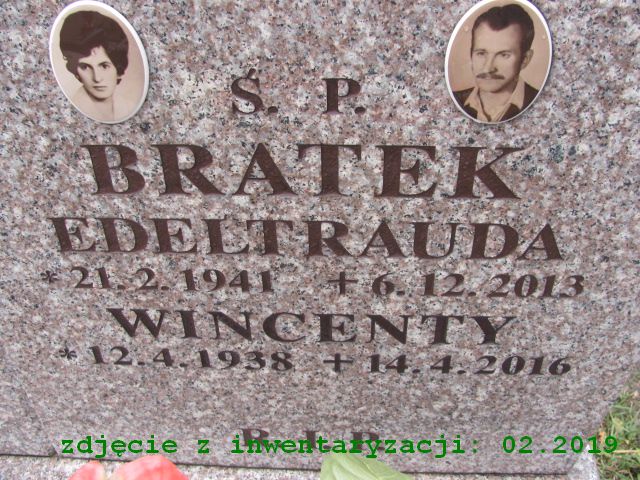 Ś. P.
BRATEK
EDELTRAUDA
* 21. 2. 1941 + 6. 12. 2013
WINCENTY
* 12. 4. 1938 + 14. 4. 2016
R. I. P.
zdjęcie z inwentaryzacji: 02.2019